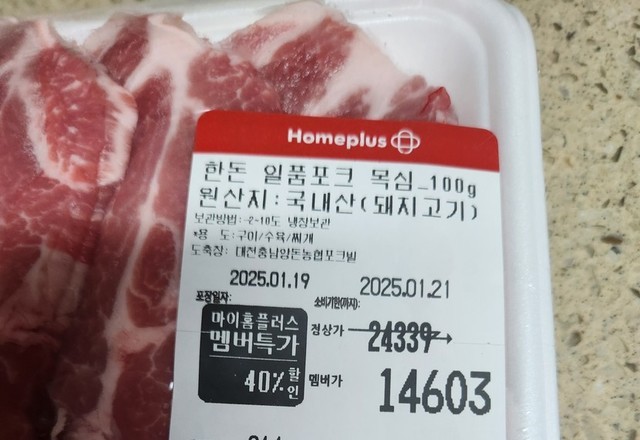 Homeplus
한돈 일품포크 목심_100g
원산지:국내산(돼지고기)
보관방법:-2-10도 냉장보관
*용 도:구이/수육/찌개
도축장: 대전충남양돈농협포크빌
2025.01.19 2025.01.21
포장일자: 소비기한(까지):
마이홈플러스
멤버특가
40%할인
정상가 24339
멤버가 14603